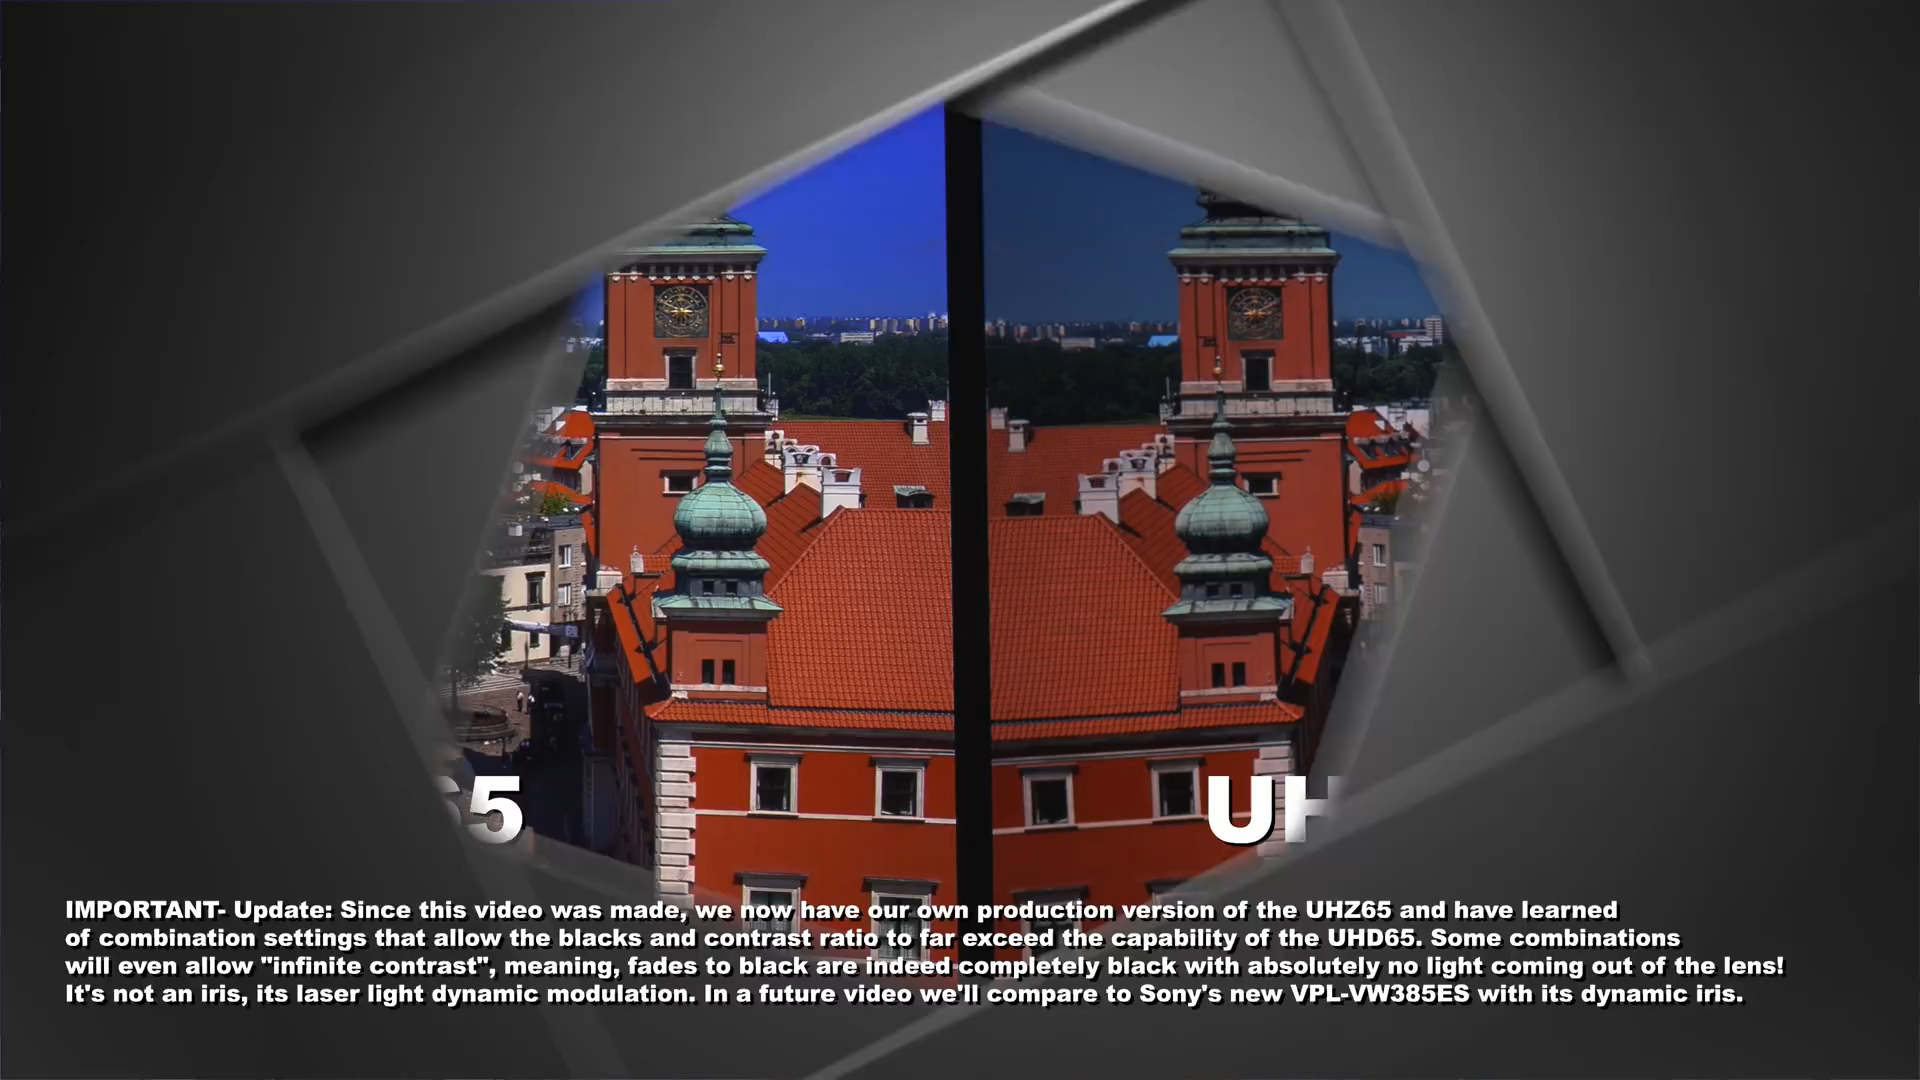 65 UH
IMPORTANT- Update: Since this video was made, we now have our own production version of the UHZ65 and have learned
of combination settings that allow the blacks and contrast ratio to far exceed the capability of the UHD65. Some combinations
will even allow "infinite contrast", meaning, fades to black are indeed completely black with absolutely no light coming out of the lens!
It's not an iris, its laser light dynamic modulation. In a future video we'll compare to Sony's new VPL-VW385ES with its dynamic iris.